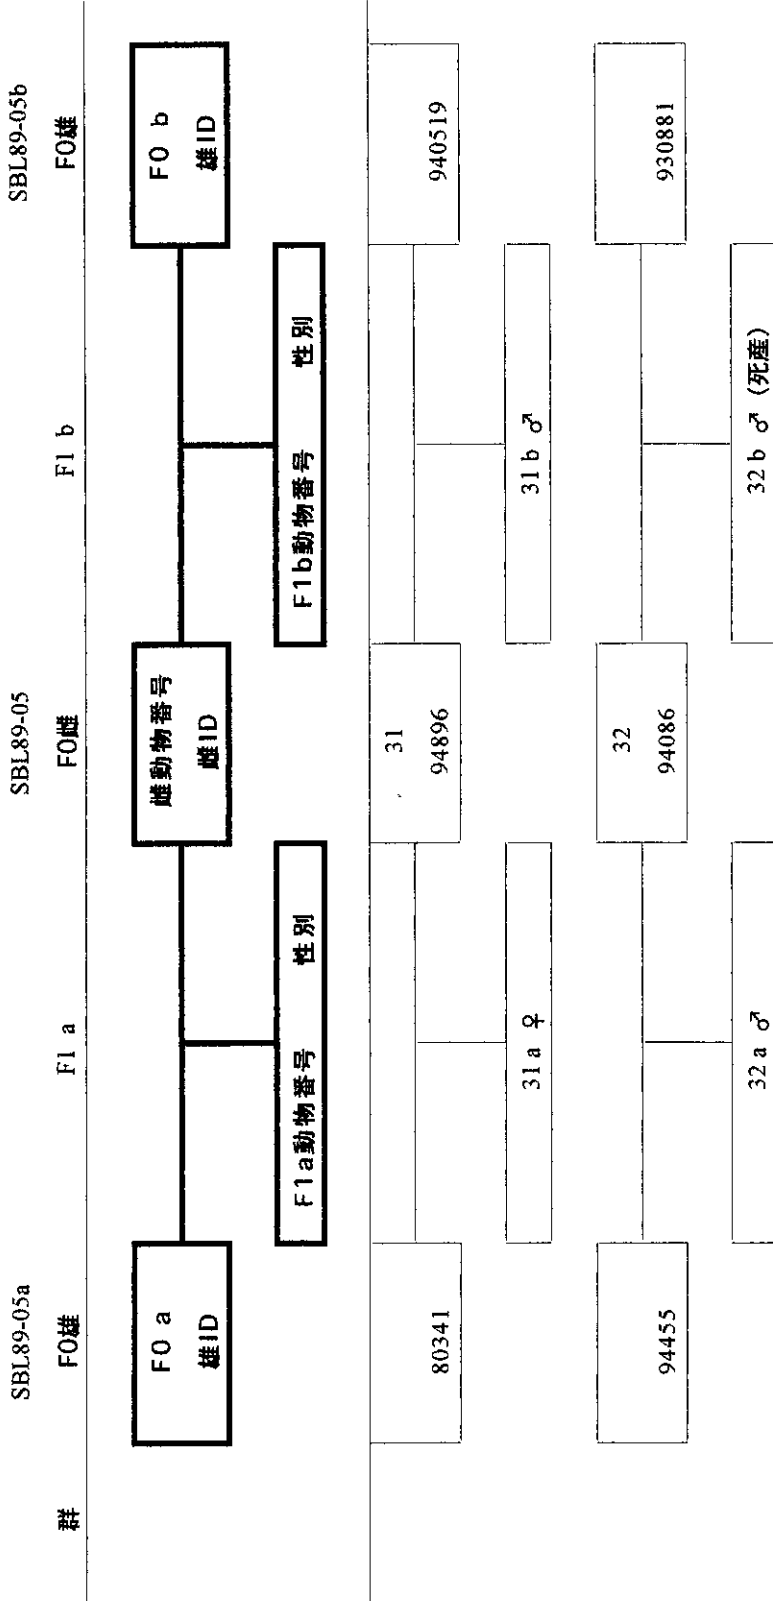 SBL89-05a SBL89-05 SBL89-05b
群 F0雄 F1 a F0雌 F1 b F0雄
F0 a 雌動物番号 F0 b
雄ID 雌ID 雄ID
F1a動物番号 性別 F1b動物番号 性別
31
80341 94896 940519
31a ♀ 31b ♂
32
94455 94086 930881
32a ♂ 32b ♂ (死産)